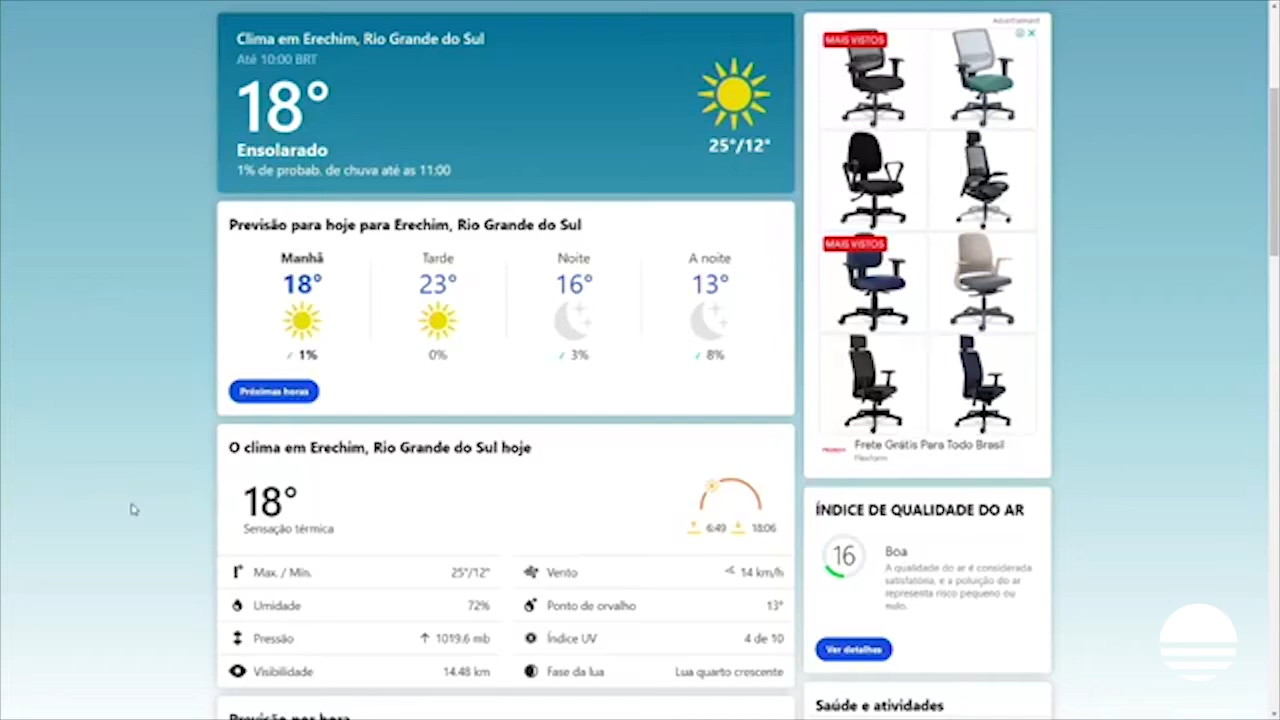 Clima em Erechim, Rio Grande do Sul
Até 10:00 BRT
18°
Ensolarado
25°/12°
1% de probab. de chuva até as 11:00
Previsão para hoje para Erechim, Rio Grande do Sul
Manhã Tarde Noite A noite
18° 23° 16° 13°
1% 0% 3% 8%
Próximas horas
O clima em Erechim, Rio Grande do Sul hoje
18°
Sensação térmica
6:49 18:06
Max. / Mín. 25°/12°
Vento 14 km/h
Umidade 72%
Ponto de orvalho 13°
Pressão ↑ 1019.6 mb
Índice UV 4 de 10
Visibilidade 14.48 km
Fase da lua Lua quarto crescente
Previsão por hora
Advertisement
MAIS VISTOS
MAIS VISTOS
Frete Grátis Para Todo Brasil
Flexform
ÍNDICE DE QUALIDADE DO AR
16
Boa
A qualidade do ar é considerada
satisfatória, e a poluição do ar
representa risco pequeno ou
nulo.
Ver detalhes
Saúde e atividades